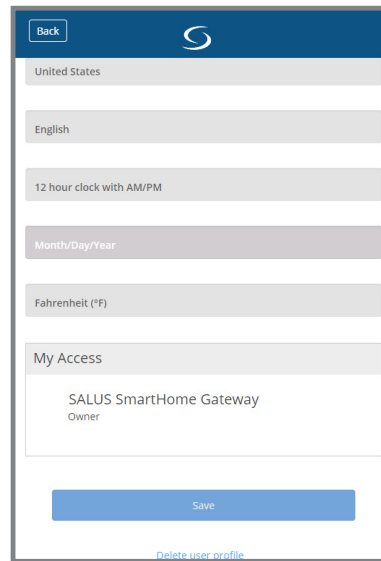 Back
United States
English
12 hour clock with AM/PM
Month/Day/Year
Fahrenheit (°F)
My Access
SALUS SmartHome Gateway
Owner
Save
Delete user profile